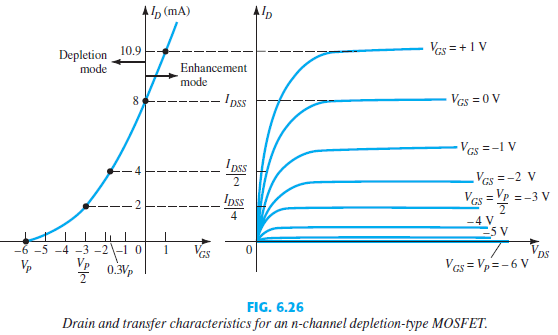 I_D (mA)
I_D
Depletion
mode
10.9
Enhancement
mode
V_GS = + 1 V
8
I_DSS
V_GS = 0 V
V_GS = –1 V
4
I_DSS
2
V_GS = –2 V
2
I_DSS
4
V_GS = V_P/2 = –3 V
–4 V
–5 V
–6 –5 –4 –3 –2 –1 0 1 V_GS
0
V_DS
V_P
V_P
2
0.3V_P
V_GS = V_P = – 6 V
FIG. 6.26
Drain and transfer characteristics for an n-channel depletion-type MOSFET.